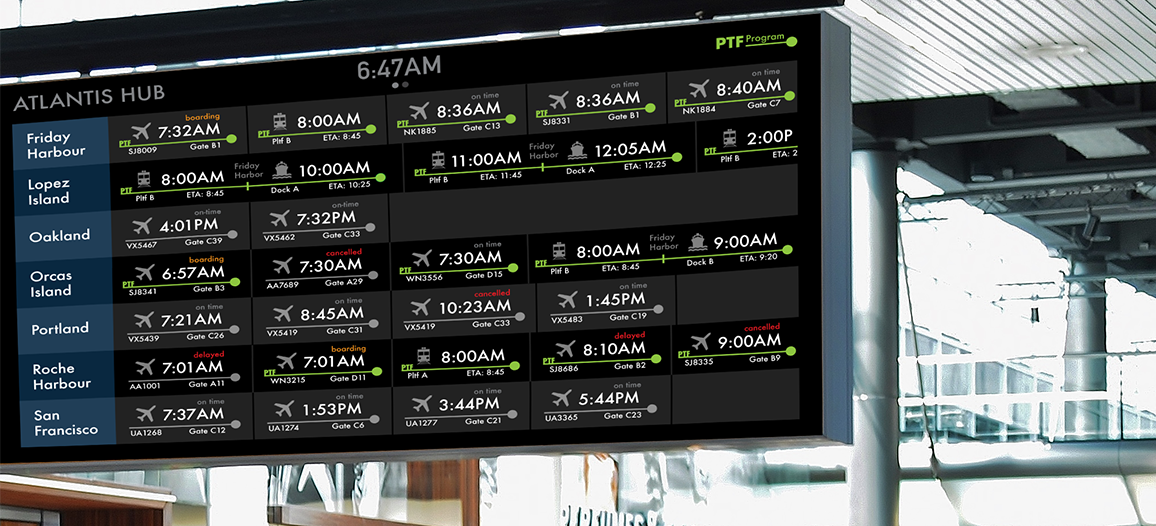 PTF Program
6:47AM
ATLANTIS HUB
Friday
Harbour
boarding
7:32AM
PTF
SJ8009 Gate B1
8:00AM
PTF
Plif B ETA: 8:45
on time
8:36AM
PTF
NK1885 Gate C13
on time
8:36AM
PTF
SJ8331 Gate B1
on time
8:40AM
PTF
NK1884 Gate C7
Lopez
Island
8:00AM
PTF
Plif B ETA: 8:45
Friday
Harbor
10:00AM
Dock A ETA: 10:25
11:00AM
PTF
Plif B ETA: 11:45
Friday
Harbor
12:05AM
Dock A ETA: 12:25
2:00P
PTF
Plif B ETA: 2
Oakland
on-time
4:01PM
VX5467 Gate C39
on-time
7:32PM
VX5462 Gate C33
Orcas
Island
boarding
6:57AM
PTF
SJ8341 Gate B3
cancelled
7:30AM
AA7689 Gate A29
on time
7:30AM
PTF
WN3556 Gate D15
8:00AM
PTF
Plif B ETA: 8:45
Friday
Harbor
9:00AM
Dock B ETA: 9:20
Portland
on time
7:21AM
VX5439 Gate C26
on time
8:45AM
VX5419 Gate C31
cancelled
10:23AM
VX5419 Gate C33
on time
1:45PM
VX5483 Gate C19
Roche
Harbour
delayed
7:01AM
AA1001 Gate A11
boarding
7:01AM
PTF
WN3215 Gate D11
8:00AM
PTF
Plif A ETA: 8:45
delayed
8:10AM
PTF
SJ8686 Gate B2
cancelled
9:00AM
PTF
SJ8335 Gate B9
San
Francisco
on time
7:37AM
UA1268 Gate C12
on time
1:53PM
UA1274 Gate C6
on time
3:44PM
UA1277 Gate C21
on time
5:44PM
UA3365 Gate C23